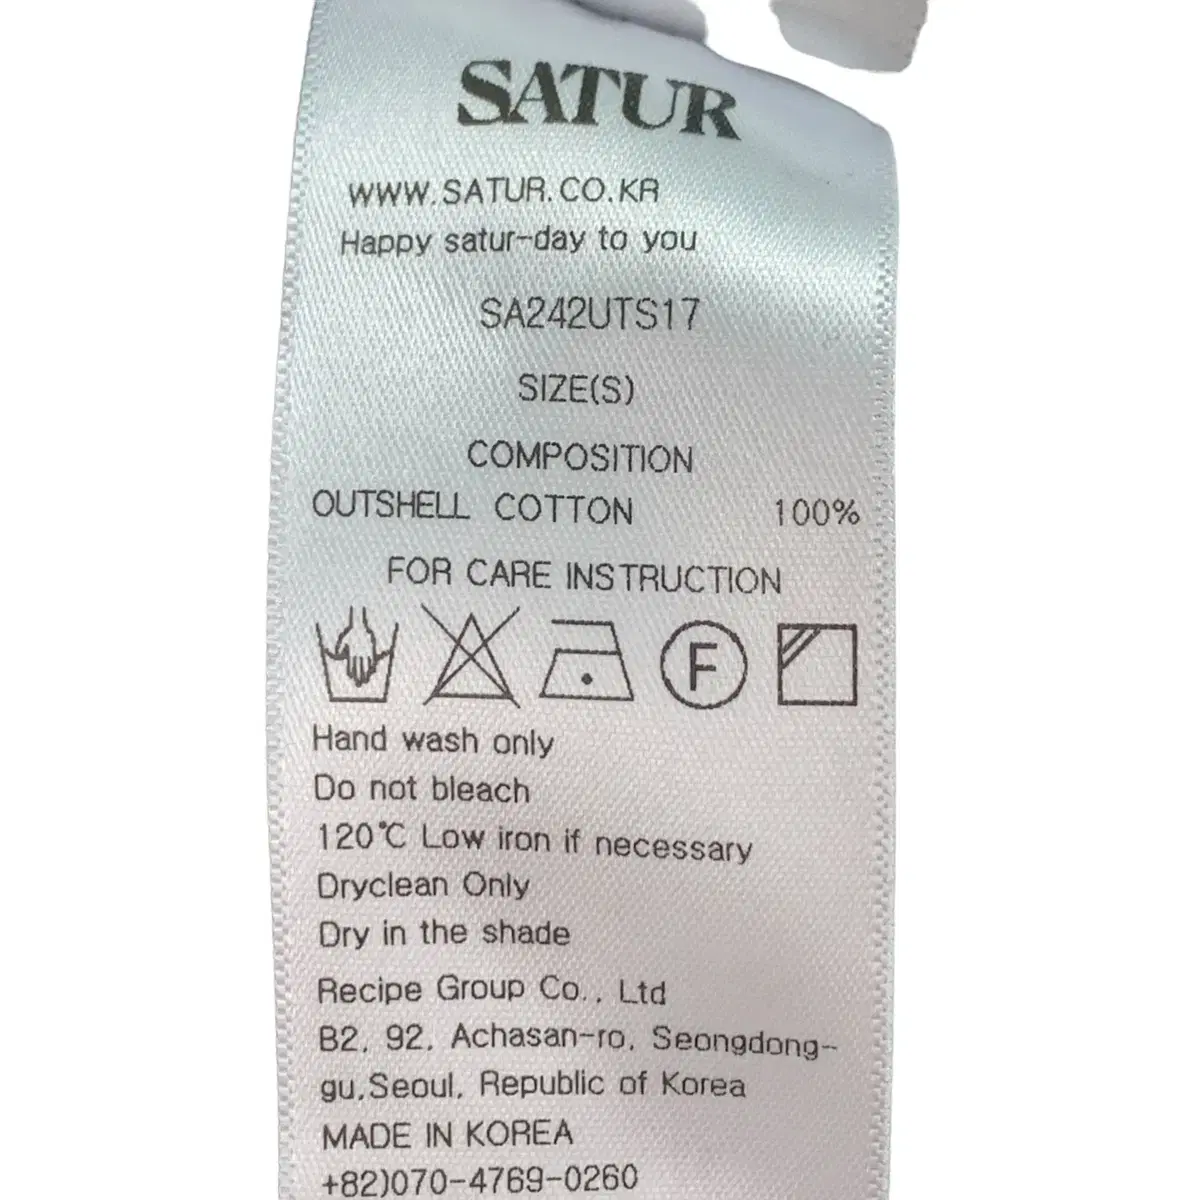 SATUR
WWW.SATUR.CO.KR
Happy satur-day to you
SA242UTS17
SIZE(S)
COMPOSITION
OUTSHELL COTTON 100%
FOR CARE INSTRUCTION
F
Hand wash only
Do not bleach
120℃ Low iron if necessary
Dryclean Only
Dry in the shade
Recipe Group Co., Ltd
B2, 92, Achasan-ro, Seongdong-
gu,Seoul, Republic of Korea
MADE IN KOREA
+82)070-4769-0260